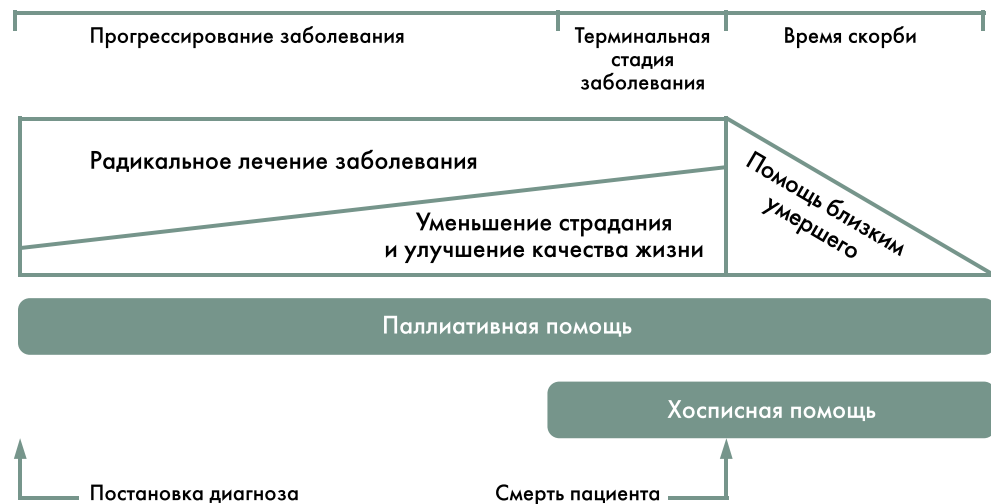 Прогрессирование заболевания
Терминальная
стадия
заболевания
Время скорби
Радикальное лечение заболевания
Уменьшение страдания
и улучшение качества жизни
Помощь близким
умершего
Паллиативная помощь
Хосписная помощь
Постановка диагноза
Смерть пациента